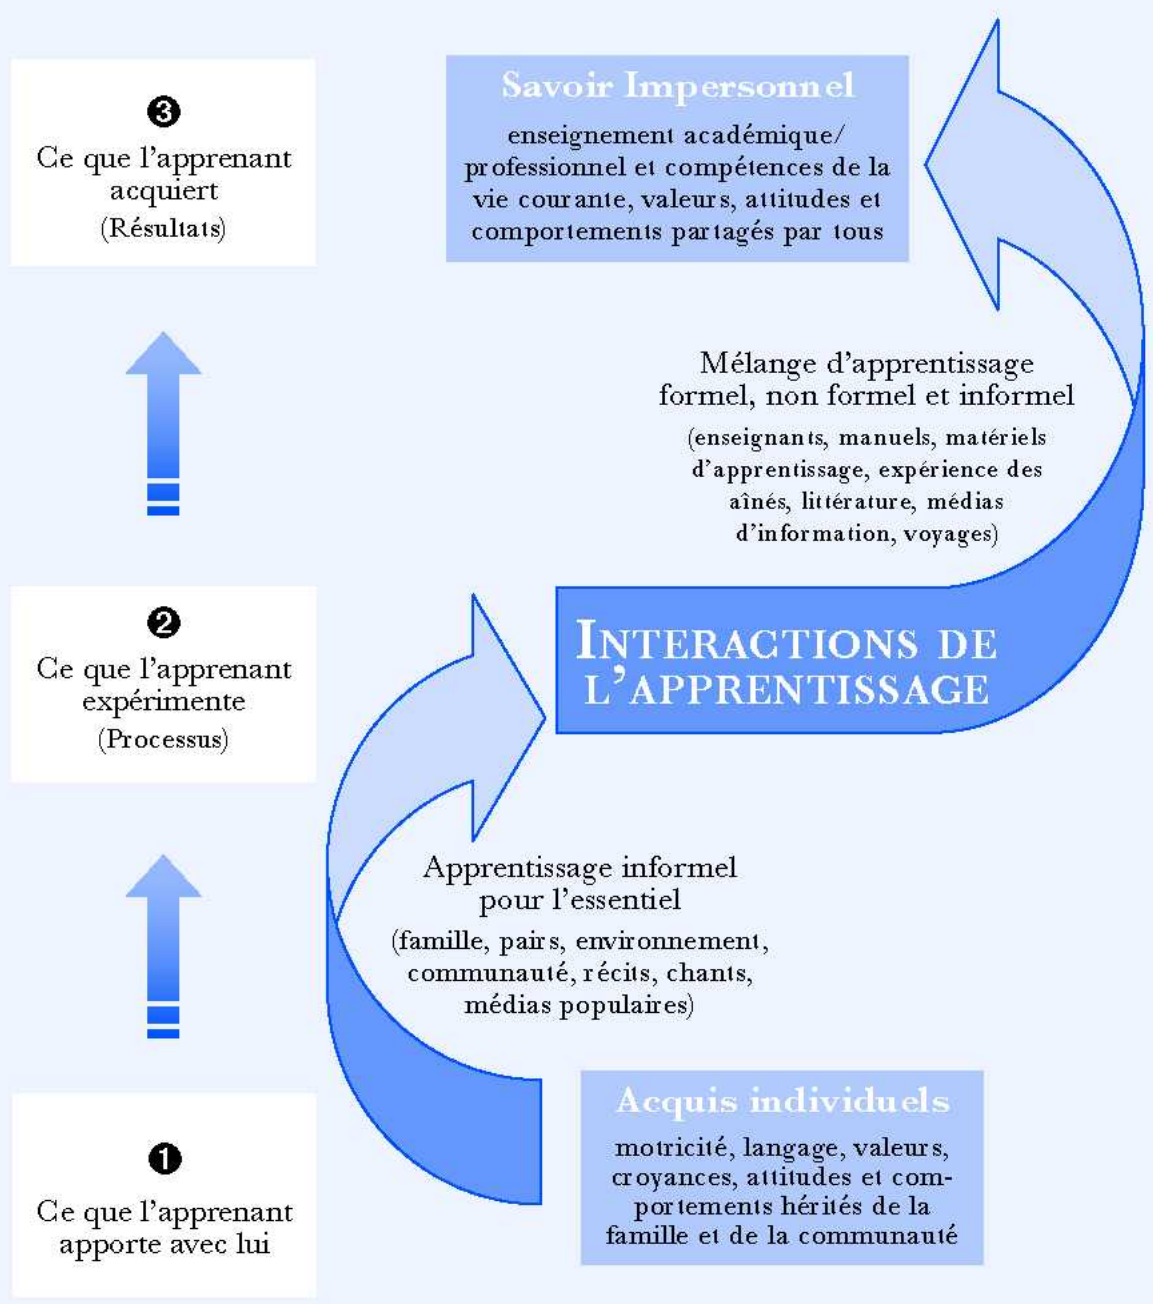 ❸
Ce que l'apprenant
acquiert
(Résultats)
Savoir Impersonnel
enseignement académique/
professionnel et compétences de la
vie courante, valeurs, attitudes et
comportements partagés par tous
Mélange d'apprentissage
formel, non formel et informel
(enseignants, manuels, matériels
d'apprentissage, expérience des
aînés, littérature, médias
d'information, voyages)
❷
Ce que l'apprenant
expérimente
(Processus)
INTERACTIONS DE
L'APPRENTISSAGE
Apprentissage informel
pour l'essentiel
(famille, pairs, environnement,
communauté, récits, chants,
médias populaires)
❶
Ce que l'apprenant
apporte avec lui
Acquis individuels
motricité, langage, valeurs,
croyances, attitudes et com-
portements hérités de la
famille et de la communauté